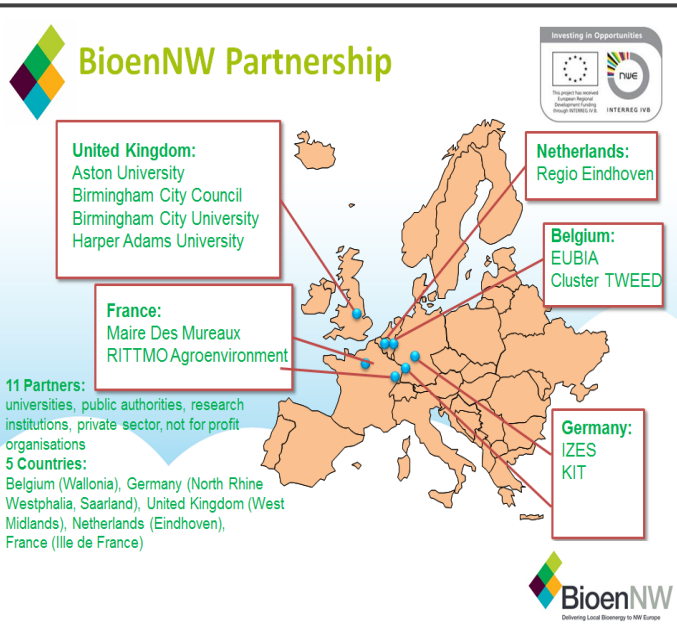 BioenNW Partnership
Investing in Opportunities
This project has received
European Regional
Development Funding
through INTERREG IV B.
nwe
INTERREG IVB
United Kingdom:
Aston University
Birmingham City Council
Birmingham City University
Harper Adams University
Netherlands:
Regio Eindhoven
Belgium:
EUBIA
Cluster TWEED
France:
Maire Des Mureaux
RITTMO Agroenvironment
11 Partners:
universities, public authorities, research
institutions, private sector, not for profit
organisations
5 Countries:
Belgium (Wallonia), Germany (North Rhine
Westphalia, Saarland), United Kingdom (West
Midlands), Netherlands (Eindhoven),
France (Ille de France)
Germany:
IZES
KIT
BioenNW
Delivering Local Bioenergy to NW Europe